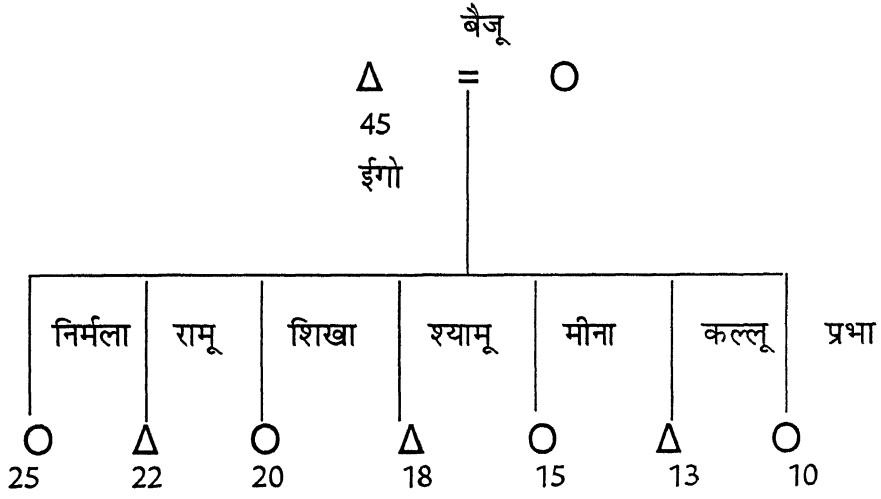 बैजू
Δ = O
45
ईगो
निर्मला रामू शिखा श्यामू मीना कल्लू प्रभा
O Δ O Δ O Δ O
25 22 20 18 15 13 10